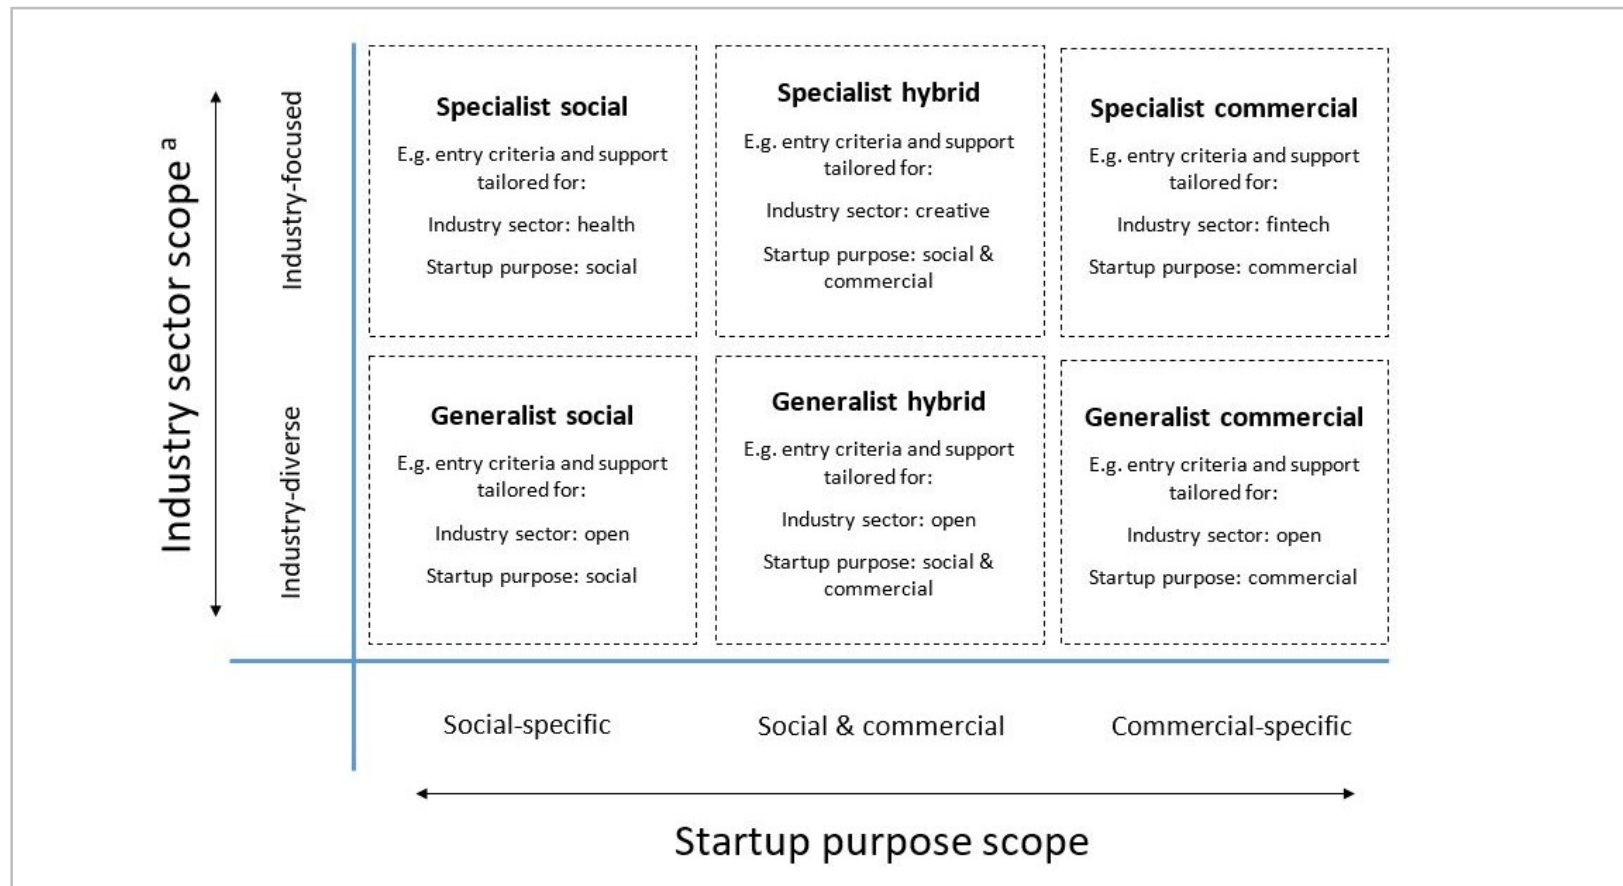 Industry sector scope a
Industry-focused
Specialist social
E.g. entry criteria and support
tailored for:
Industry sector: health
Startup purpose: social
Specialist hybrid
E.g. entry criteria and support
tailored for:
Industry sector: creative
Startup purpose: social &
commercial
Specialist commercial
E.g. entry criteria and support
tailored for:
Industry sector: fintech
Startup purpose: commercial
Industry-diverse
Generalist social
E.g. entry criteria and support
tailored for:
Industry sector: open
Startup purpose: social
Generalist hybrid
E.g. entry criteria and support
tailored for:
Industry sector: open
Startup purpose: social &
commercial
Generalist commercial
E.g. entry criteria and support
tailored for:
Industry sector: open
Startup purpose: commercial
Social-specific
Social & commercial
Commercial-specific
Startup purpose scope